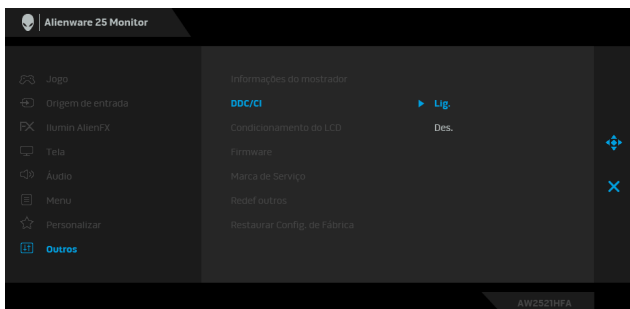 Alienware 25 Monitor
Jogo
Origem de entrada
Ilumin AlienFX
Tela
Áudio
Menu
Personalizar
Outros
Informações do mostrador
DDC/CI
Lig.
Des.
Condicionamento do LCD
Firmware
Marca de Serviço
Redef outros
Restaurar Config. de Fábrica
AW2521HFA